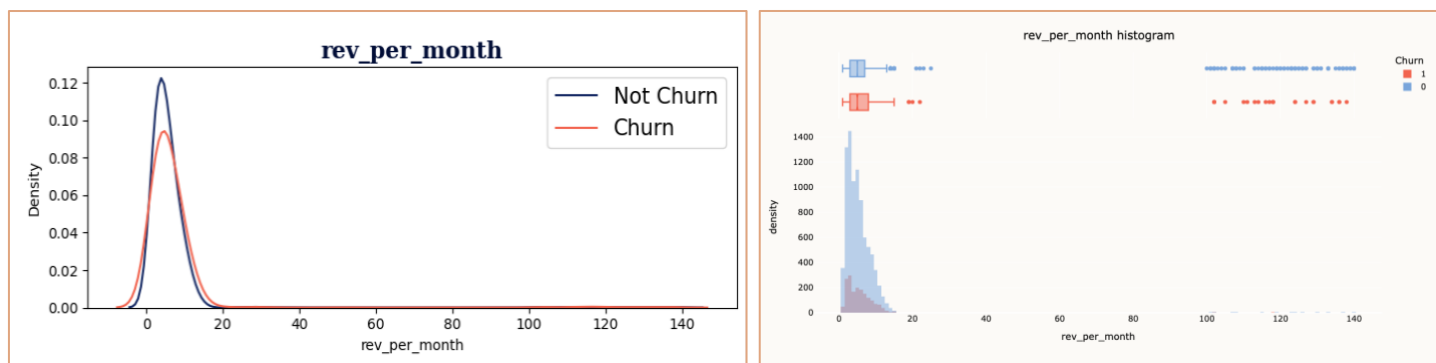 rev_per_month
0.12
0.10
0.08
0.06
0.04
0.02
0.00
Density
Not Churn
Churn
0 20 40 60 80 100 120 140
rev_per_month
rev_per_month histogram
Churn
1
0
1400
1200
1000
800
600
400
200
0
density
0 20 40 60 80 100 120 140
rev_per_month